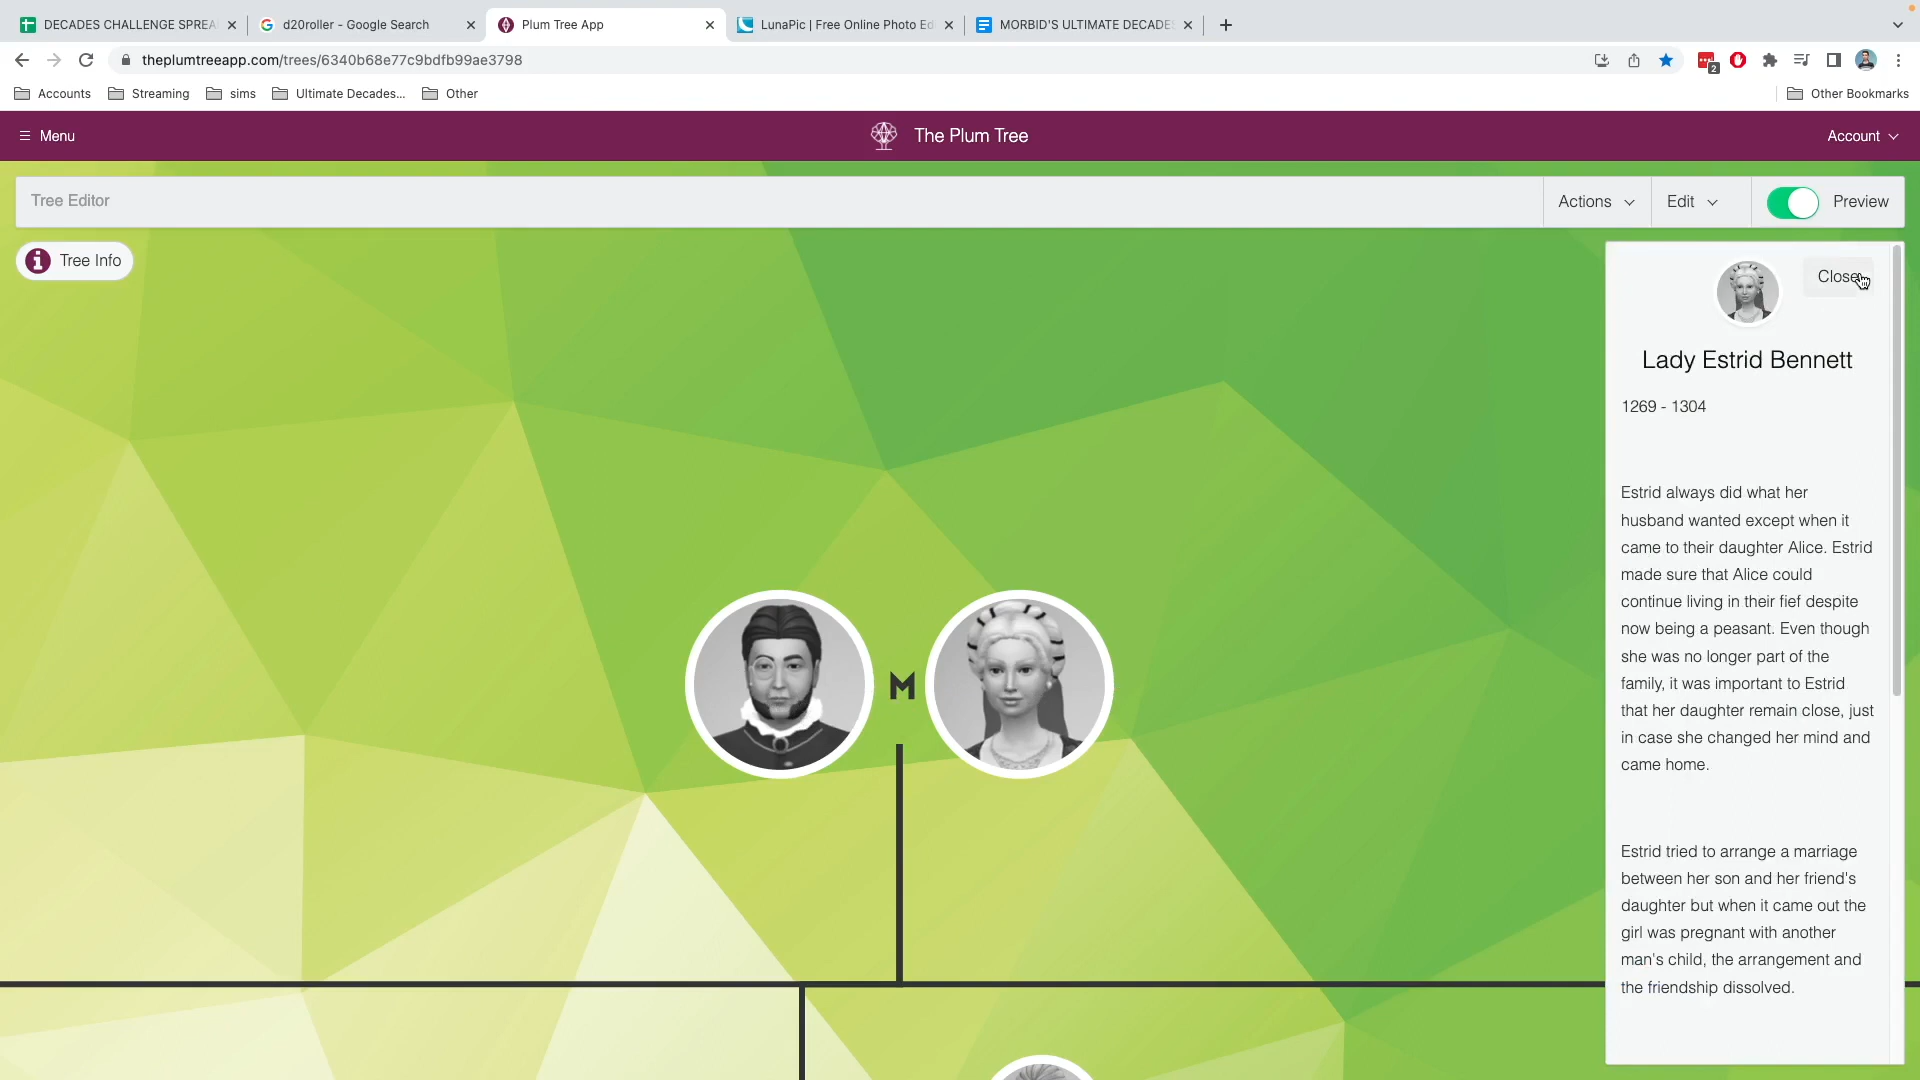 DECADES CHALLENGE SPREA
d20roller - Google Search
Plum Tree App
LunaPic | Free Online Photo Ed
MORBID'S ULTIMATE DECADE
theplumtreeapp.com/trees/6340b68e77c9bdfb99ae3798
2
Accounts
Streaming
sims
Ultimate Decades...
Other
Other Bookmarks
Menu
The Plum Tree
Account
Tree Editor
Actions
Edit
Preview
Tree Info
Close
Lady Estrid Bennett
1269 - 1304
Estrid always did what her
husband wanted except when it
came to their daughter Alice. Estrid
made sure that Alice could
continue living in their fief despite
now being a peasant. Even though
she was no longer part of the
family, it was important to Estrid
that her daughter remain close, just
in case she changed her mind and
came home.
Estrid tried to arrange a marriage
between her son and her friend's
daughter but when it came out the
girl was pregnant with another
man's child, the arrangement and
the friendship dissolved.
M